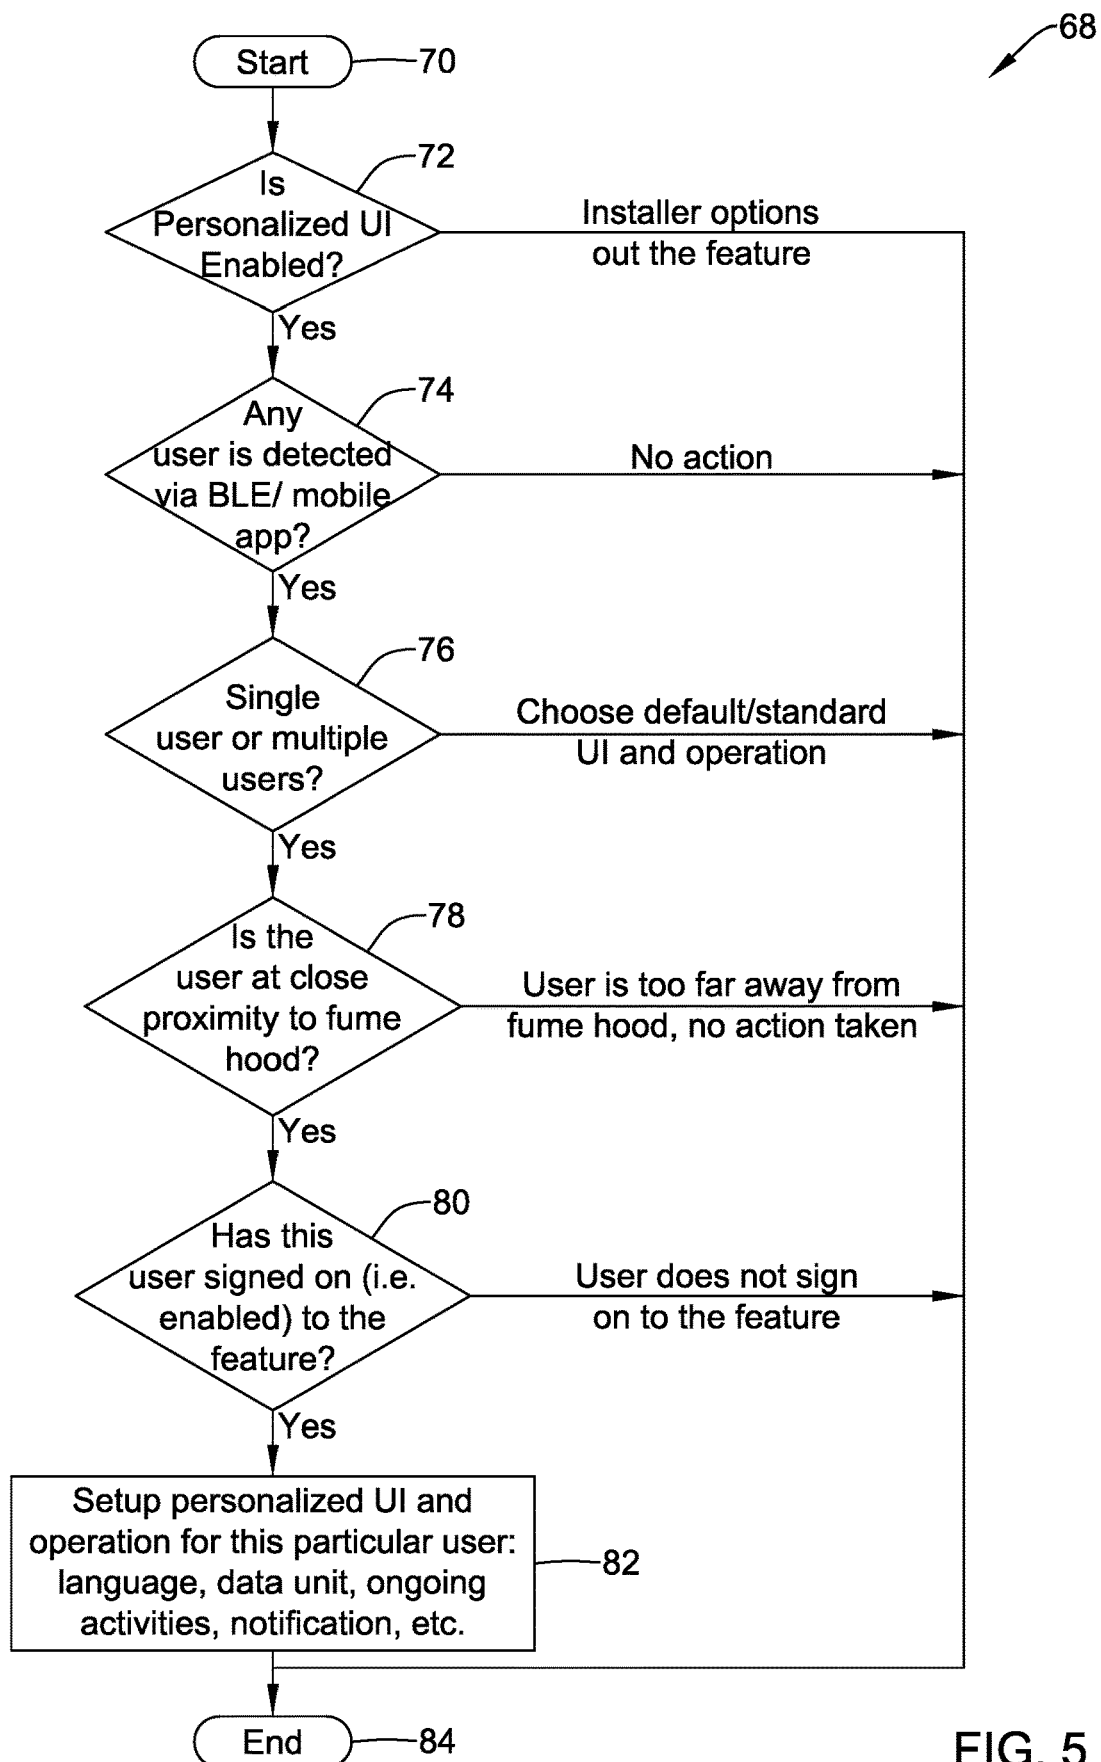 68
Start
70
72
Is
Personalized UI
Enabled?
Installer options
out the feature
Yes
74
Any
user is detected
via BLE/ mobile
app?
No action
Yes
76
Single
user or multiple
users?
Choose default/standard
UI and operation
Yes
78
Is the
user at close
proximity to fume
hood?
User is too far away from
fume hood, no action taken
Yes
80
Has this
user signed on (i.e.
enabled) to the
feature?
User does not sign
on to the feature
Yes
Setup personalized UI and
operation for this particular user:
language, data unit, ongoing
activities, notification, etc.
82
End
84
FIG. 5